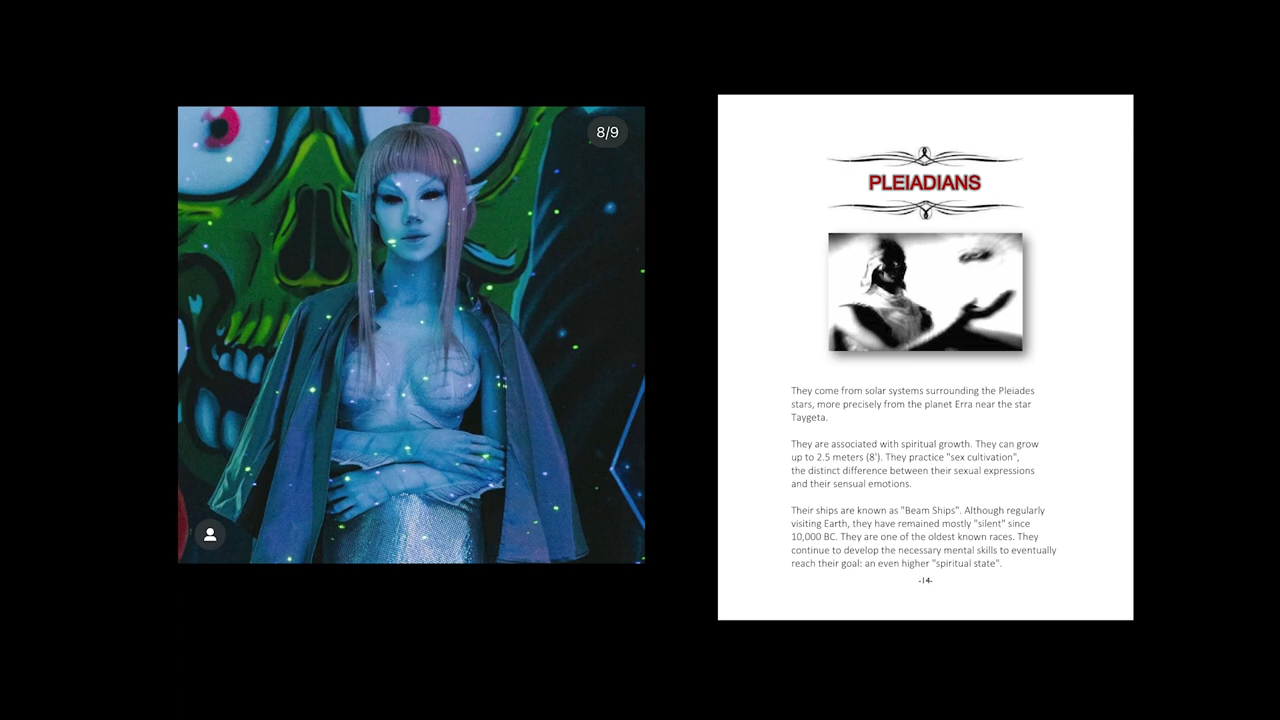 8/9
PLEIADIANS
They come from solar systems surrounding the Pleiades
stars, more precisely from the planet Erra near the star
Taygeta.
They are associated with spiritual growth. They can grow
up to 2.5 meters (8'). They practice "sex cultivation",
the distinct difference between their sexual expressions
and their sensual emotions.
Their ships are known as "Beam Ships". Although regularly
visiting Earth, they have remained mostly "silent" since
10,000 BC. They are one of the oldest known races. They
continue to develop the necessary mental skills to eventually
reach their goal: an even higher "spiritual state".
-14-